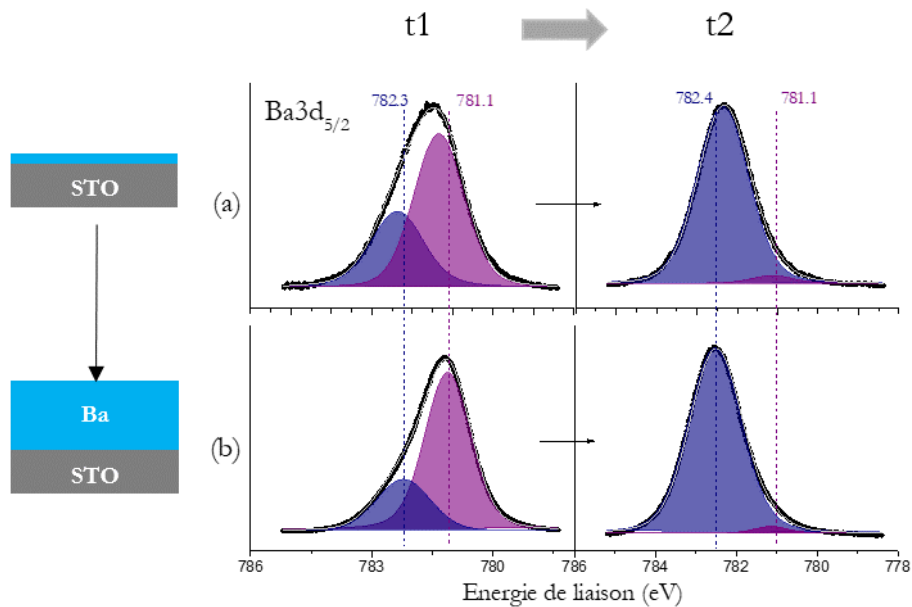 t1 t2
Ba3d5/2
782.3 781.1
782.4 781.1
STO
(a)
Ba
STO
(b)
786 783 780 786 784 782 780 778
Energie de liaison (eV)